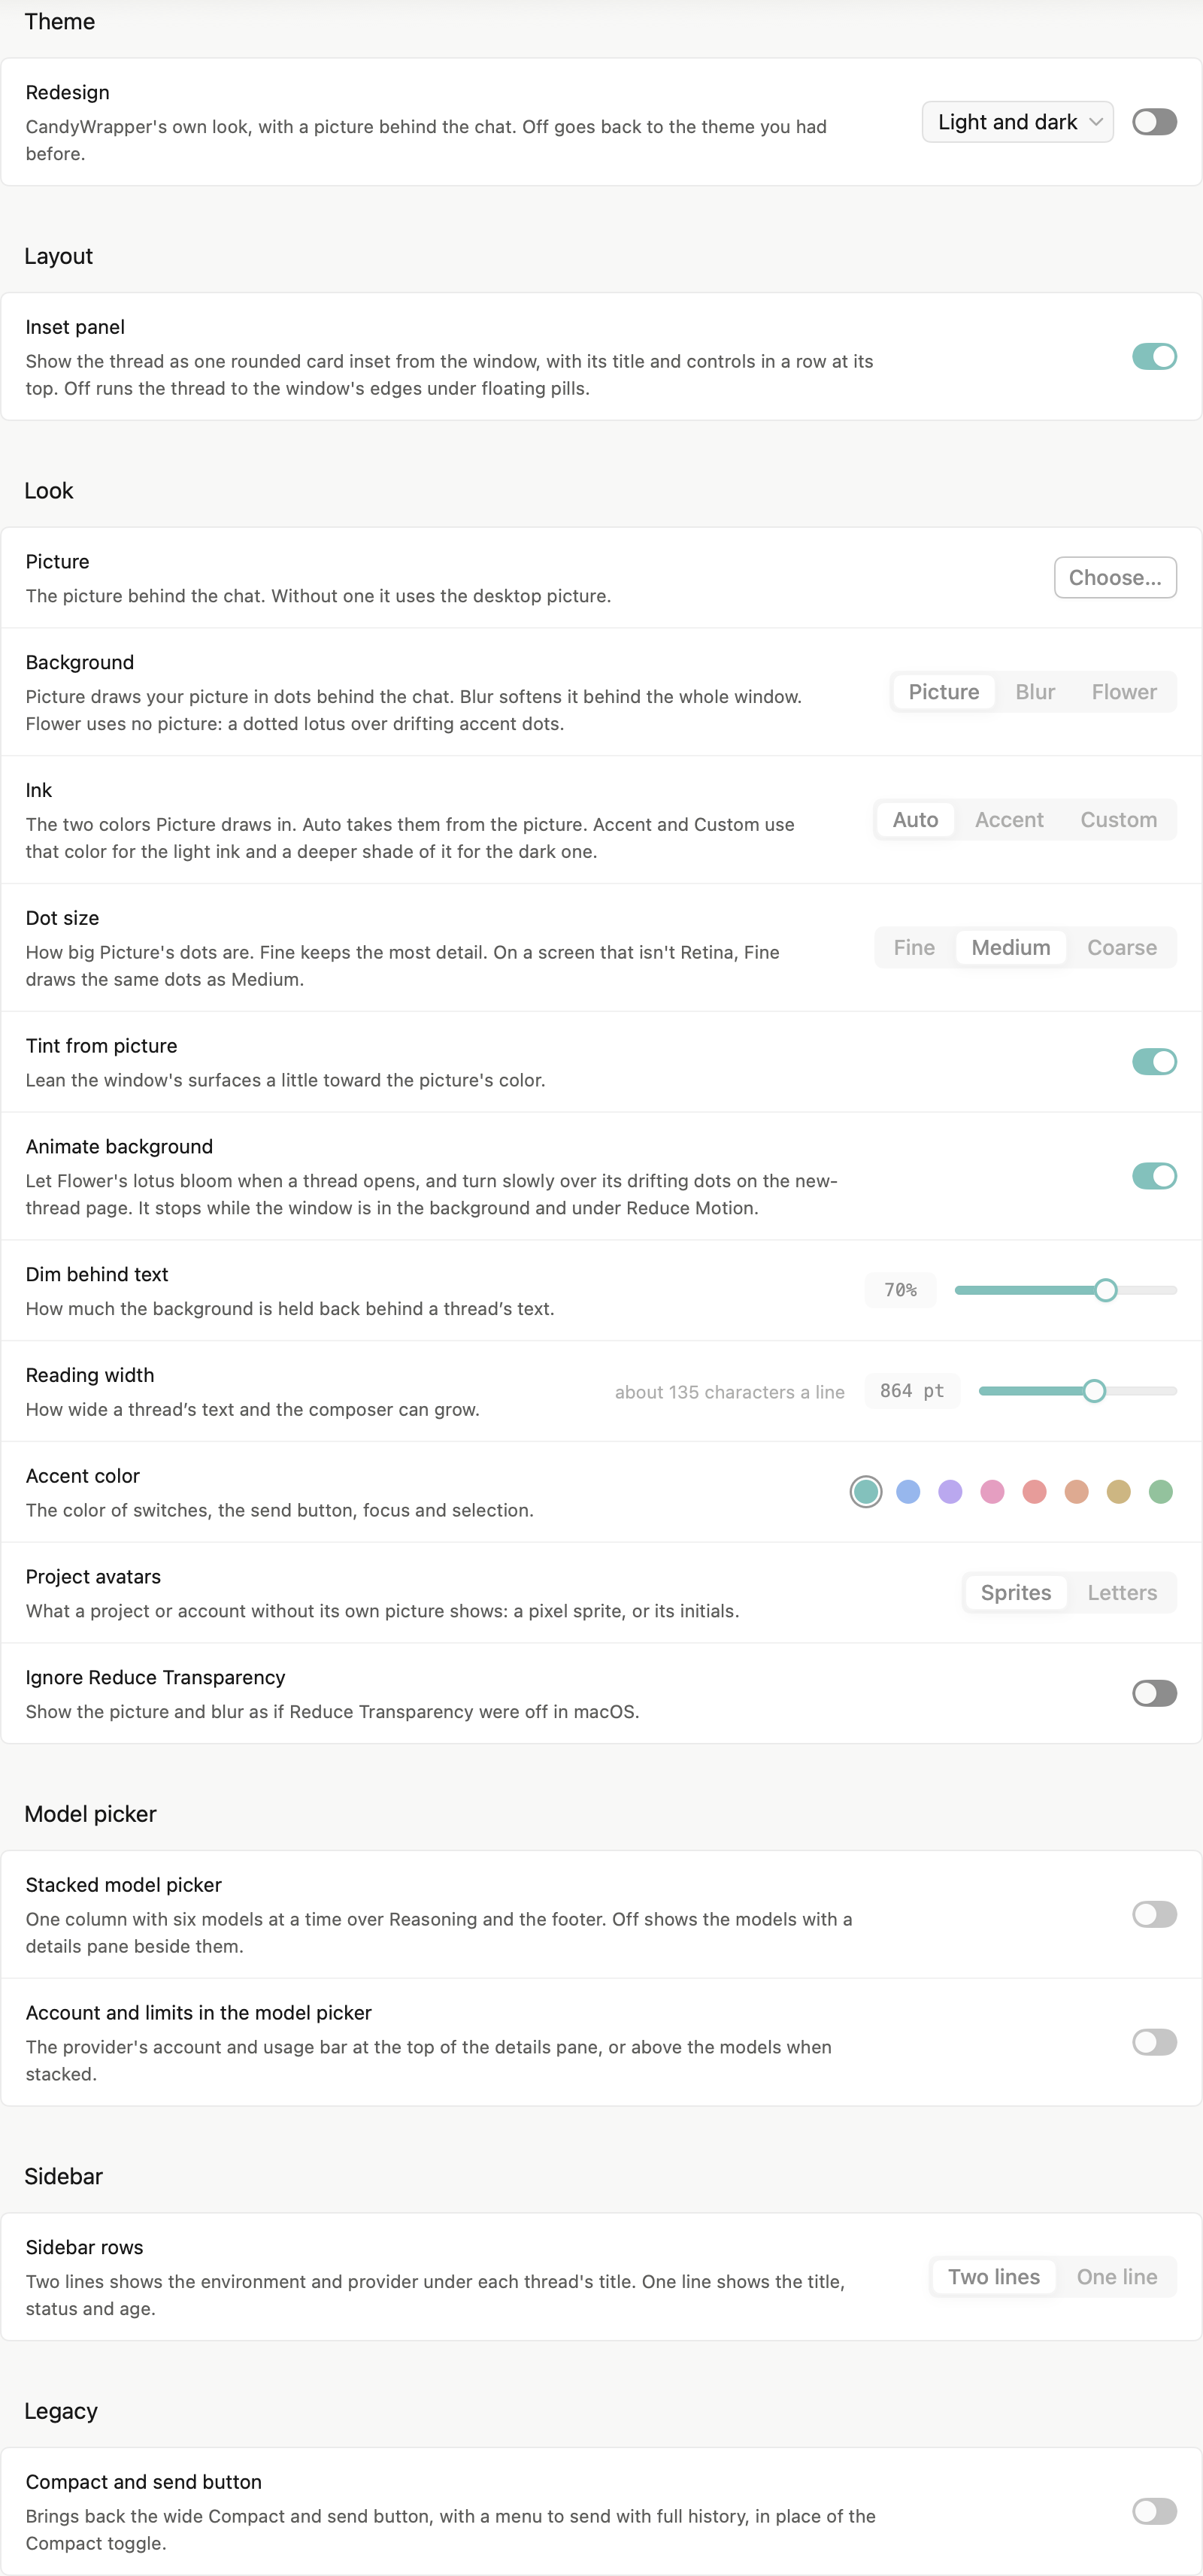 Theme
Redesign
CandyWrapper's own look, with a picture behind the chat. Off goes back to the theme you had
before.
Light and dark
Layout
Inset panel
Show the thread as one rounded card inset from the window, with its title and controls in a row at its
top. Off runs the thread to the window's edges under floating pills.
Look
Picture
The picture behind the chat. Without one it uses the desktop picture.
Choose...
Background
Picture draws your picture in dots behind the chat. Blur softens it behind the whole window.
Flower uses no picture: a dotted lotus over drifting accent dots.
Picture Blur Flower
Ink
The two colors Picture draws in. Auto takes them from the picture. Accent and Custom use
that color for the light ink and a deeper shade of it for the dark one.
Auto Accent Custom
Dot size
How big Picture's dots are. Fine keeps the most detail. On a screen that isn't Retina, Fine
draws the same dots as Medium.
Fine Medium Coarse
Tint from picture
Lean the window's surfaces a little toward the picture's color.
Animate background
Let Flower's lotus bloom when a thread opens, and turn slowly over its drifting dots on the new-
thread page. It stops while the window is in the background and under Reduce Motion.
Dim behind text
How much the background is held back behind a thread’s text.
70%
Reading width
How wide a thread’s text and the composer can grow.
about 135 characters a line 864 pt
Accent color
The color of switches, the send button, focus and selection.
Project avatars
What a project or account without its own picture shows: a pixel sprite, or its initials.
Sprites Letters
Ignore Reduce Transparency
Show the picture and blur as if Reduce Transparency were off in macOS.
Model picker
Stacked model picker
One column with six models at a time over Reasoning and the footer. Off shows the models with a
details pane beside them.
Account and limits in the model picker
The provider's account and usage bar at the top of the details pane, or above the models when
stacked.
Sidebar
Sidebar rows
Two lines shows the environment and provider under each thread's title. One line shows the title,
status and age.
Two lines One line
Legacy
Compact and send button
Brings back the wide Compact and send button, with a menu to send with full history, in place of the
Compact toggle.